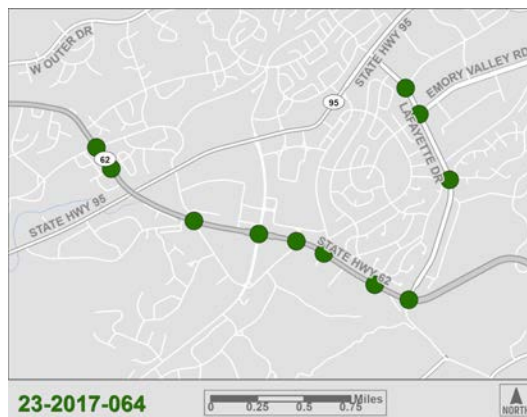 W OUTER DR
STATE HWY 95
EMORY VALLEY RD
95
LAFAYETTE DR
62
STATE HWY 95
STATE HWY 62
23-2017-064
Miles
0 0.25 0.5 0.75
NORTH